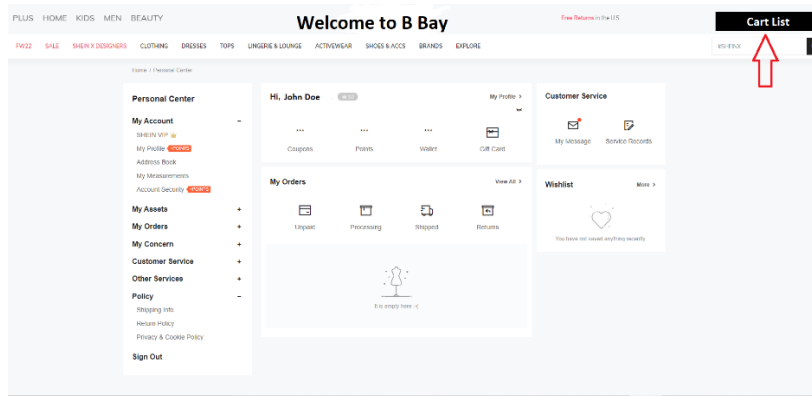 PLUS HOME KIDS MEN BEAUTY
Welcome to B Bay
Free Returns in the U.S
Cart List
FW22 SALE SHEIN X DESIGNERS CLOTHING DRESSES TOPS LINGERIE & LOUNGE ACTIVEWEAR SHOES & ACCS BRANDS EXPLORE
Home / Personal Center
Personal Center
My Account
SHEIN VIP
My Profile +POINTS
Address Book
My Measurements
Account Security +POINTS
My Assets +
My Orders +
My Concern +
Customer Service +
Other Services +
Policy
Shipping Info
Return Policy
Privacy & Cookie Policy
Sign Out
Hi, John Doe
My Profile >
Coupons Points Wallet Gift Card
My Orders
View All >
Unpaid Processing Shipped Returns
It is empty here :-(
Customer Service
My Message Service Records
Wishlist
More >
You have not saved anything recently